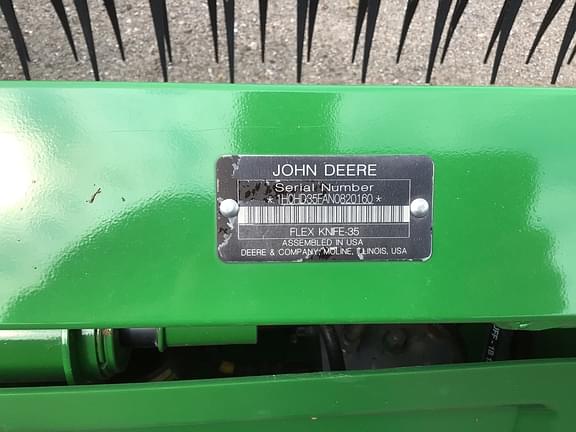 JOHN DEERE
Serial Number
* 1H0HD35FAN0820160 *
FLEX KNIFE-35
ASSEMBLED IN USA
DEERE & COMPANY, MOLINE, ILLINOIS, USA